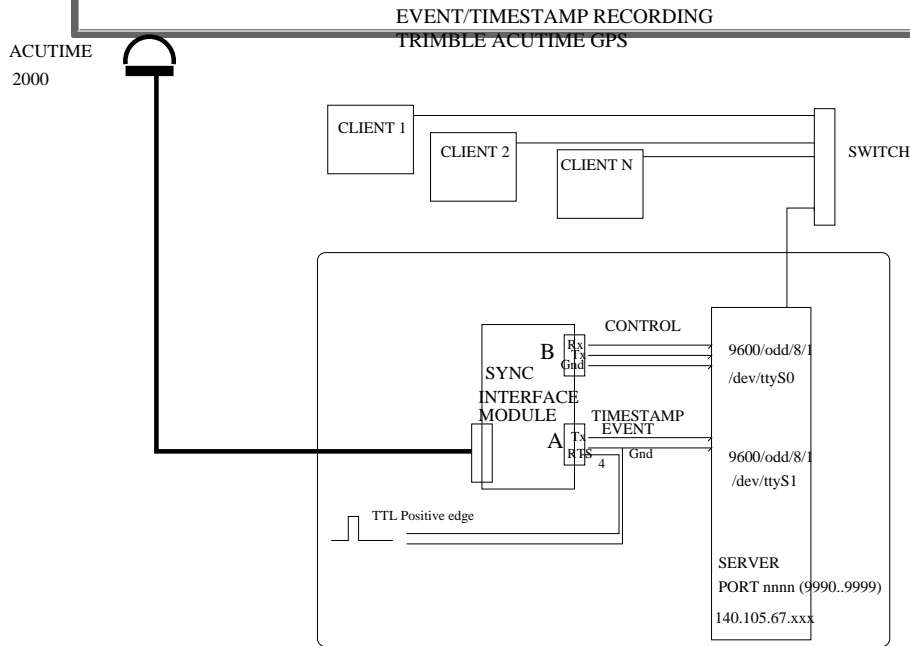 EVENT/TIMESTAMP RECORDING
TRIMBLE ACUTIME GPS
ACUTIME
2000
CLIENT 1
CLIENT 2
CLIENT N
SWITCH
CONTROL
B
Rx
Tx
Gnd
9600/odd/8/1
/dev/ttyS0
SYNC
INTERFACE
MODULE
TIMESTAMP
EVENT
A
Tx
RTS
4
Gnd
9600/odd/8/1
/dev/ttyS1
TTL Positive edge
SERVER
PORT nnnn (9990..9999)
140.105.67.xxx